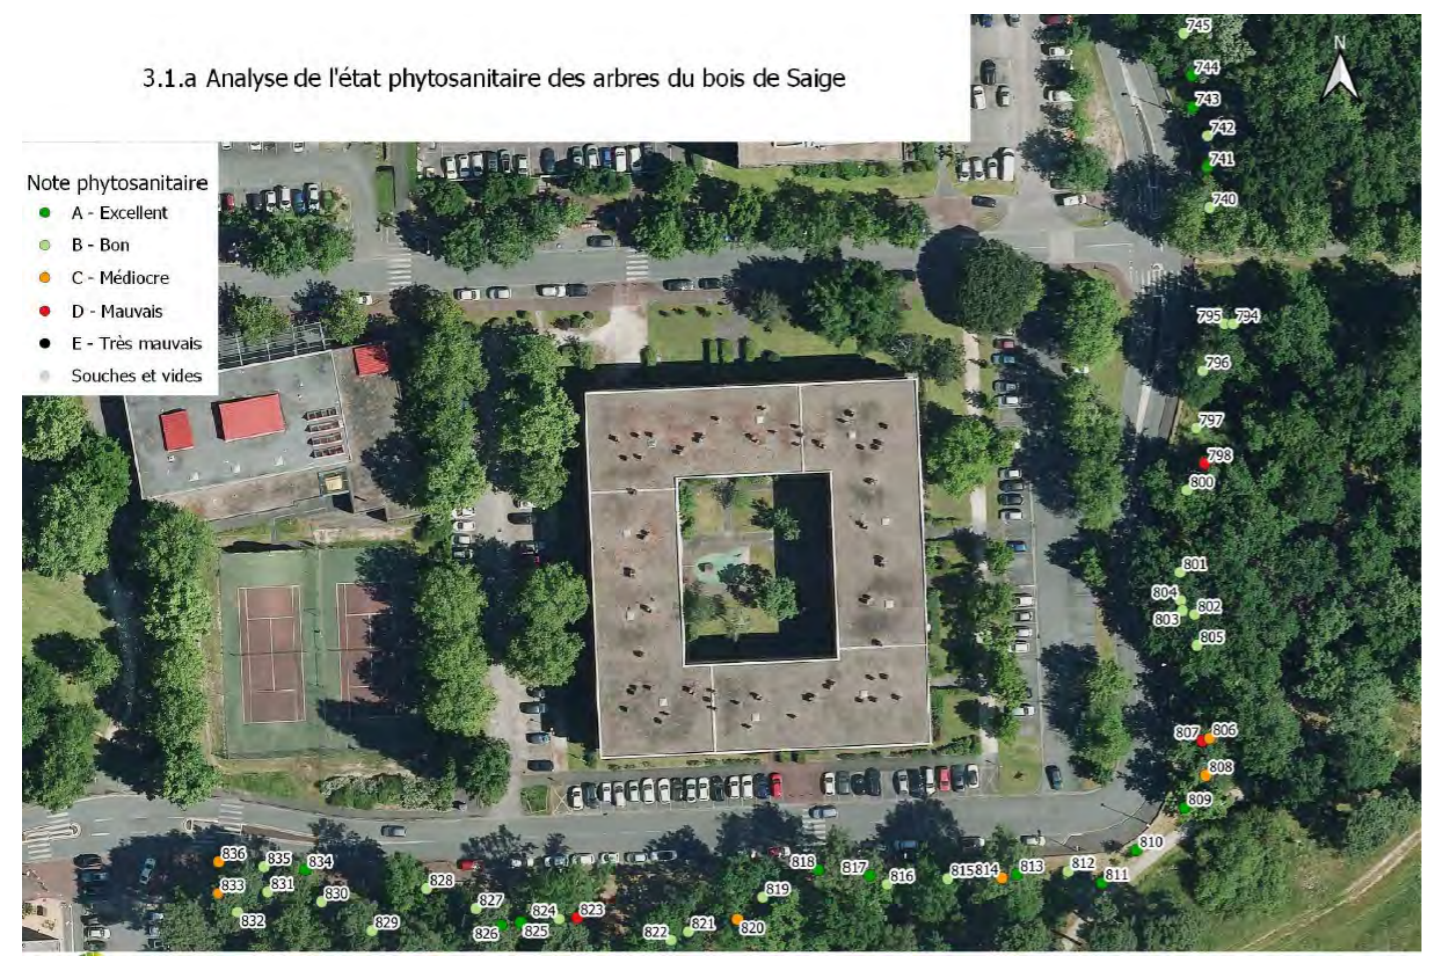 3.1.a Analyse de l'état phytosanitaire des arbres du bois de Saige
N
Note phytosanitaire
A - Excellent
B - Bon
C - Médiocre
D - Mauvais
E - Très mauvais
Souches et vides
745
744
743
742
741
740
795 794
796
797
798
800
801
804
802
803
805
807 806
808
809
810
836 835 834
818 817 816 815 814 813 812 811
833 831 830 828 819
832 829 827
826 825 824 823
822 821 820